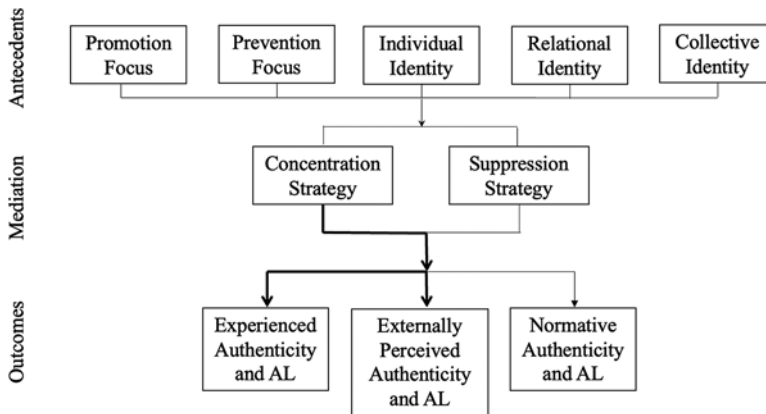 Antecedents
Promotion
Focus
Prevention
Focus
Individual
Identity
Relational
Identity
Collective
Identity
Mediation
Concentration
Strategy
Suppression
Strategy
Outcomes
Experienced
Authenticity
and AL
Externally
Perceived
Authenticity
and AL
Normative
Authenticity
and AL